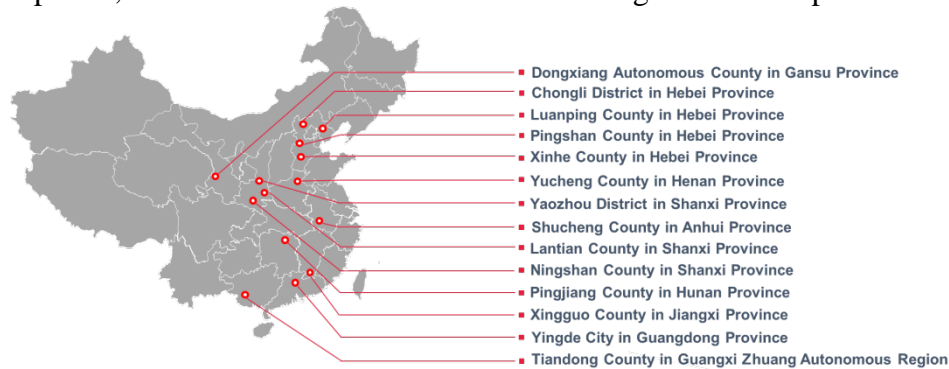 Dongxiang Autonomous County in Gansu Province
Chongli District in Hebei Province
Luanping County in Hebei Province
Pingshan County in Hebei Province
Xinhe County in Hebei Province
Yucheng County in Henan Province
Yaozhou District in Shanxi Province
Shucheng County in Anhui Province
Lantian County in Shanxi Province
Ningshan County in Shanxi Province
Pingjiang County in Hunan Province
Xingguo County in Jiangxi Province
Yingde City in Guangdong Province
Tiandong County in Guangxi Zhuang Autonomous Region